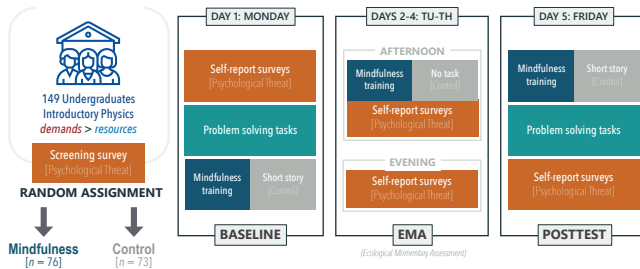 149 Undergraduates
Introductory Physics
demands > resources
Screening survey
[Psychological Threat]
RANDOM ASSIGNMENT
Mindfulness
[n = 76]
Control
[n = 73]
DAY 1: MONDAY
Self-report surveys
[Psychological Threat]
Problem solving tasks
Mindfulness
training
Short story
[Control]
BASELINE
DAYS 2-4: TU-TH
AFTERNOON
Mindfulness
training
No task
[Control]
Self-report surveys
[Psychological Threat]
EVENING
Self-report surveys
[Psychological Threat]
EMA
(Ecological Momentary Assessment)
DAY 5: FRIDAY
Mindfulness
training
Short story
[Control]
Problem solving tasks
Self-report surveys
[Psychological Threat]
POSTTEST